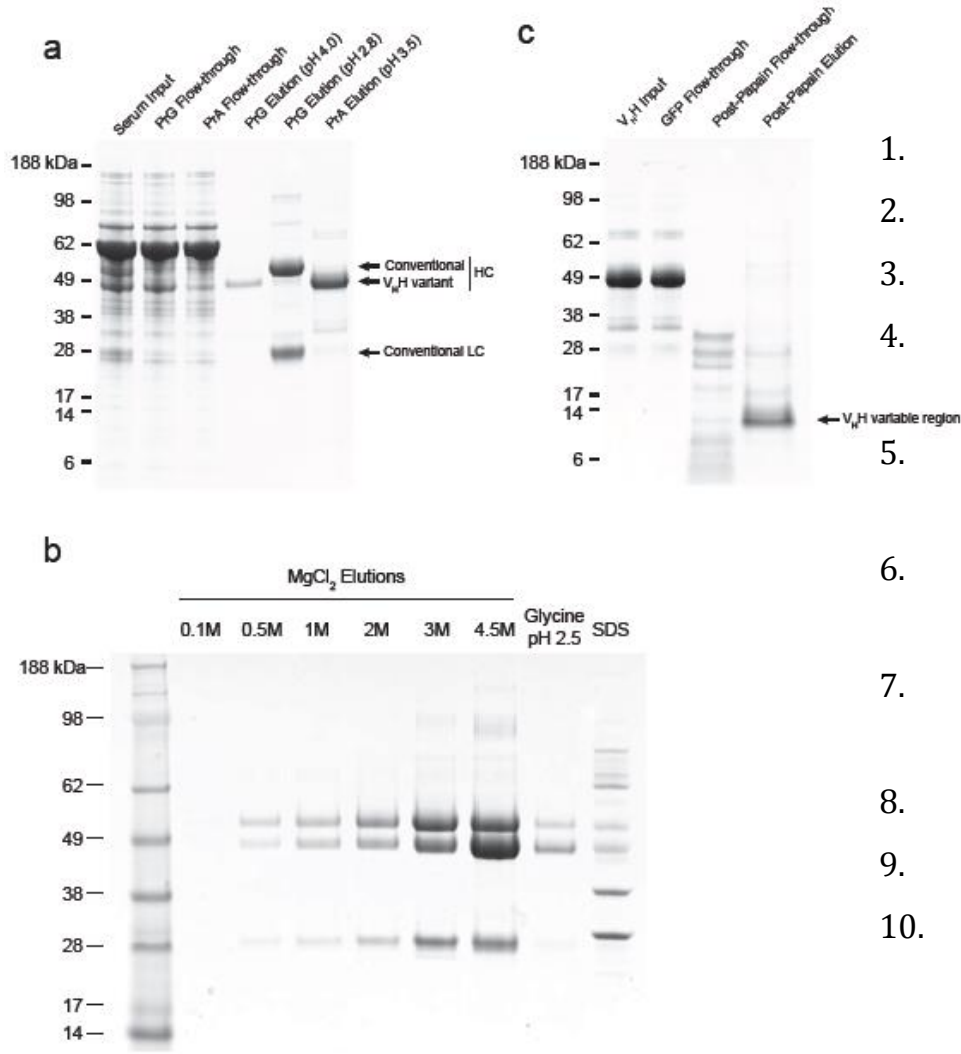 a
Serum Input
PrG Flow-through
PrA Flow-through
PrG Elution (pH 4.0)
PrG Elution (pH 2.8)
PrA Elution (pH 3.5)
188 kDa
98
62
49
38
28
17
14
6
Conventional
VHH variant
HC
Conventional LC
c
VHH Input
GFP Flow-through
Post-Papain Flow-through
Post-Papain Elution
188 kDa
98
62
49
38
28
17
14
6
VHH variable region
1.
2.
3.
4.
5.
6.
7.
8.
9.
10.
b
MgCl2 Elutions
0.1M 0.5M 1M 2M 3M 4.5M Glycine pH 2.5 SDS
188 kDa
98
62
49
38
28
17
14